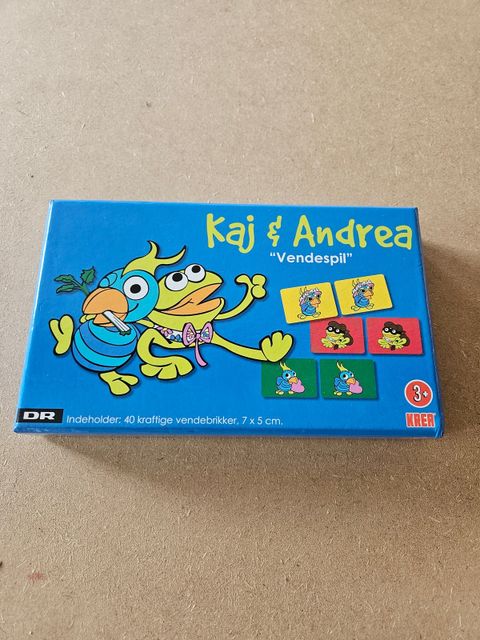 Kaj & Andrea
"Vendespil"
3+
DR
Indeholder: 40 kraftige vendebrikker, 7 x 5 cm.
KREA